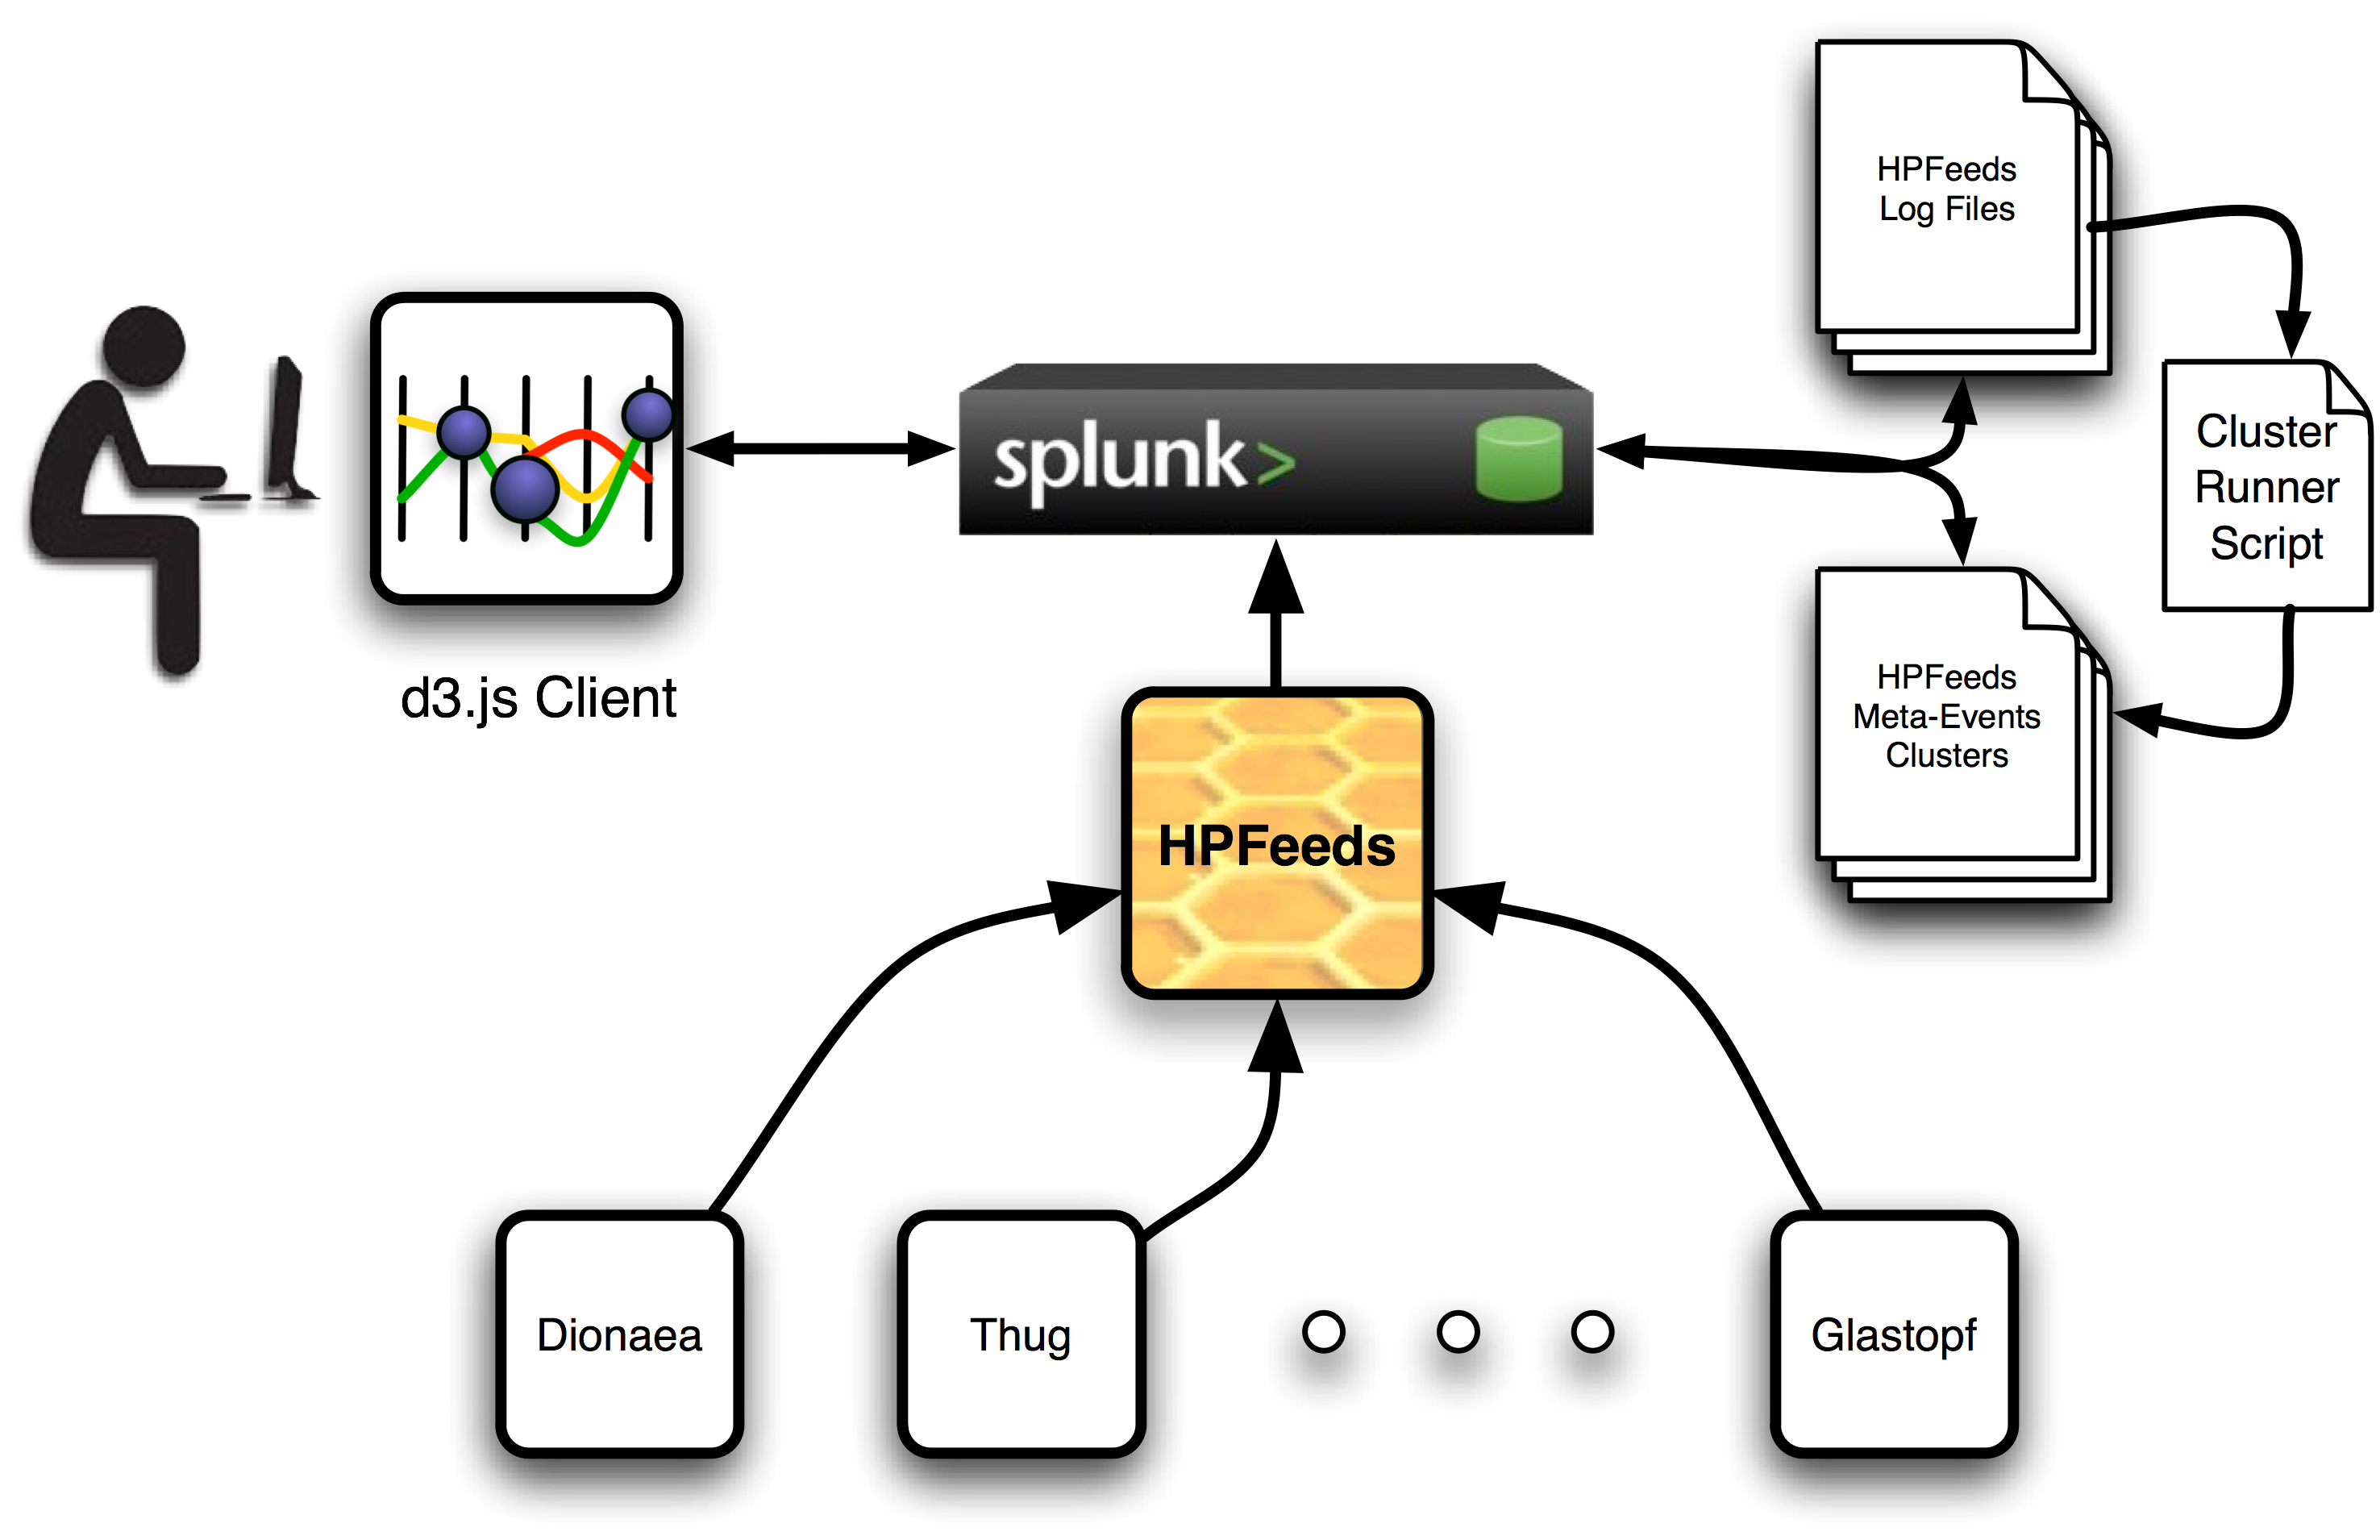 HPFeeds
Log Files
splunk>
Cluster
Runner
Script
d3.js Client
HPFeeds
Meta-Events
Clusters
HPFeeds
Dionaea
Thug
Glastopf